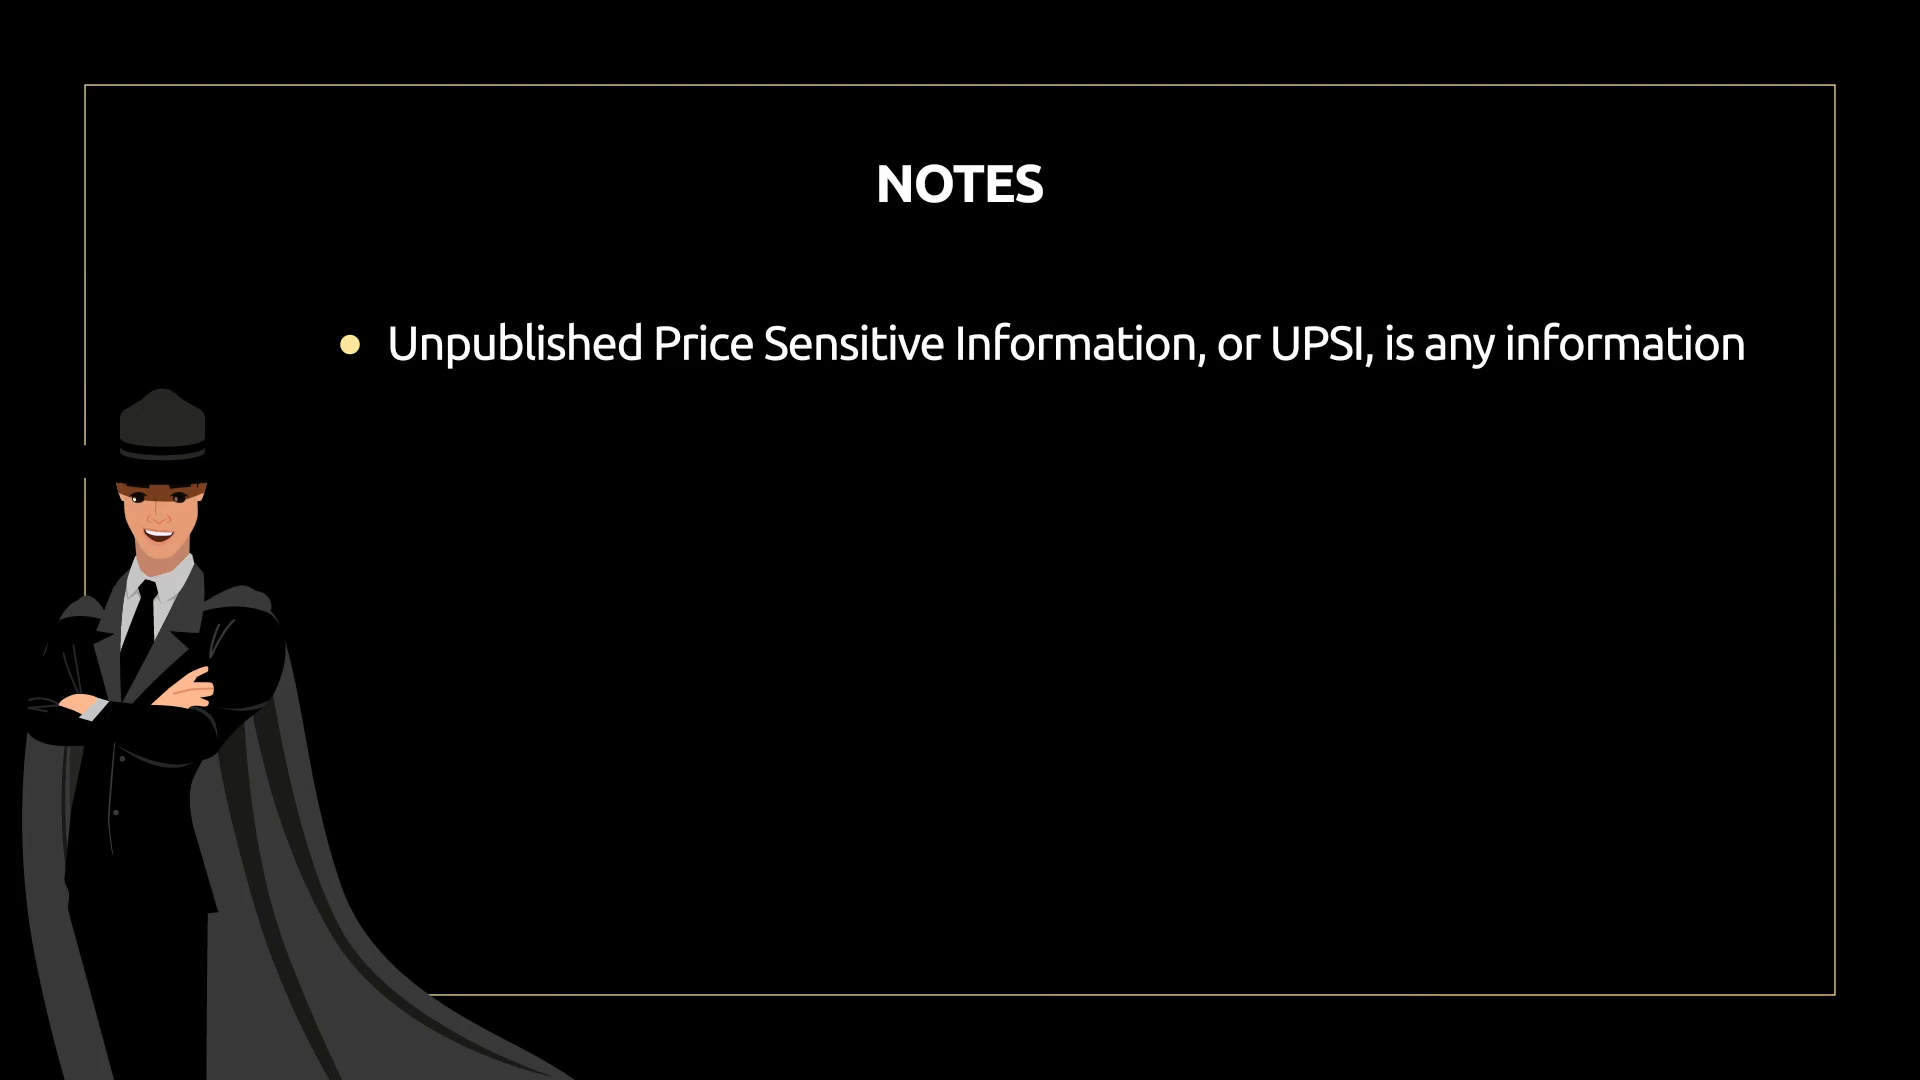 NOTES
Unpublished Price Sensitive Information, or UPSI, is any information